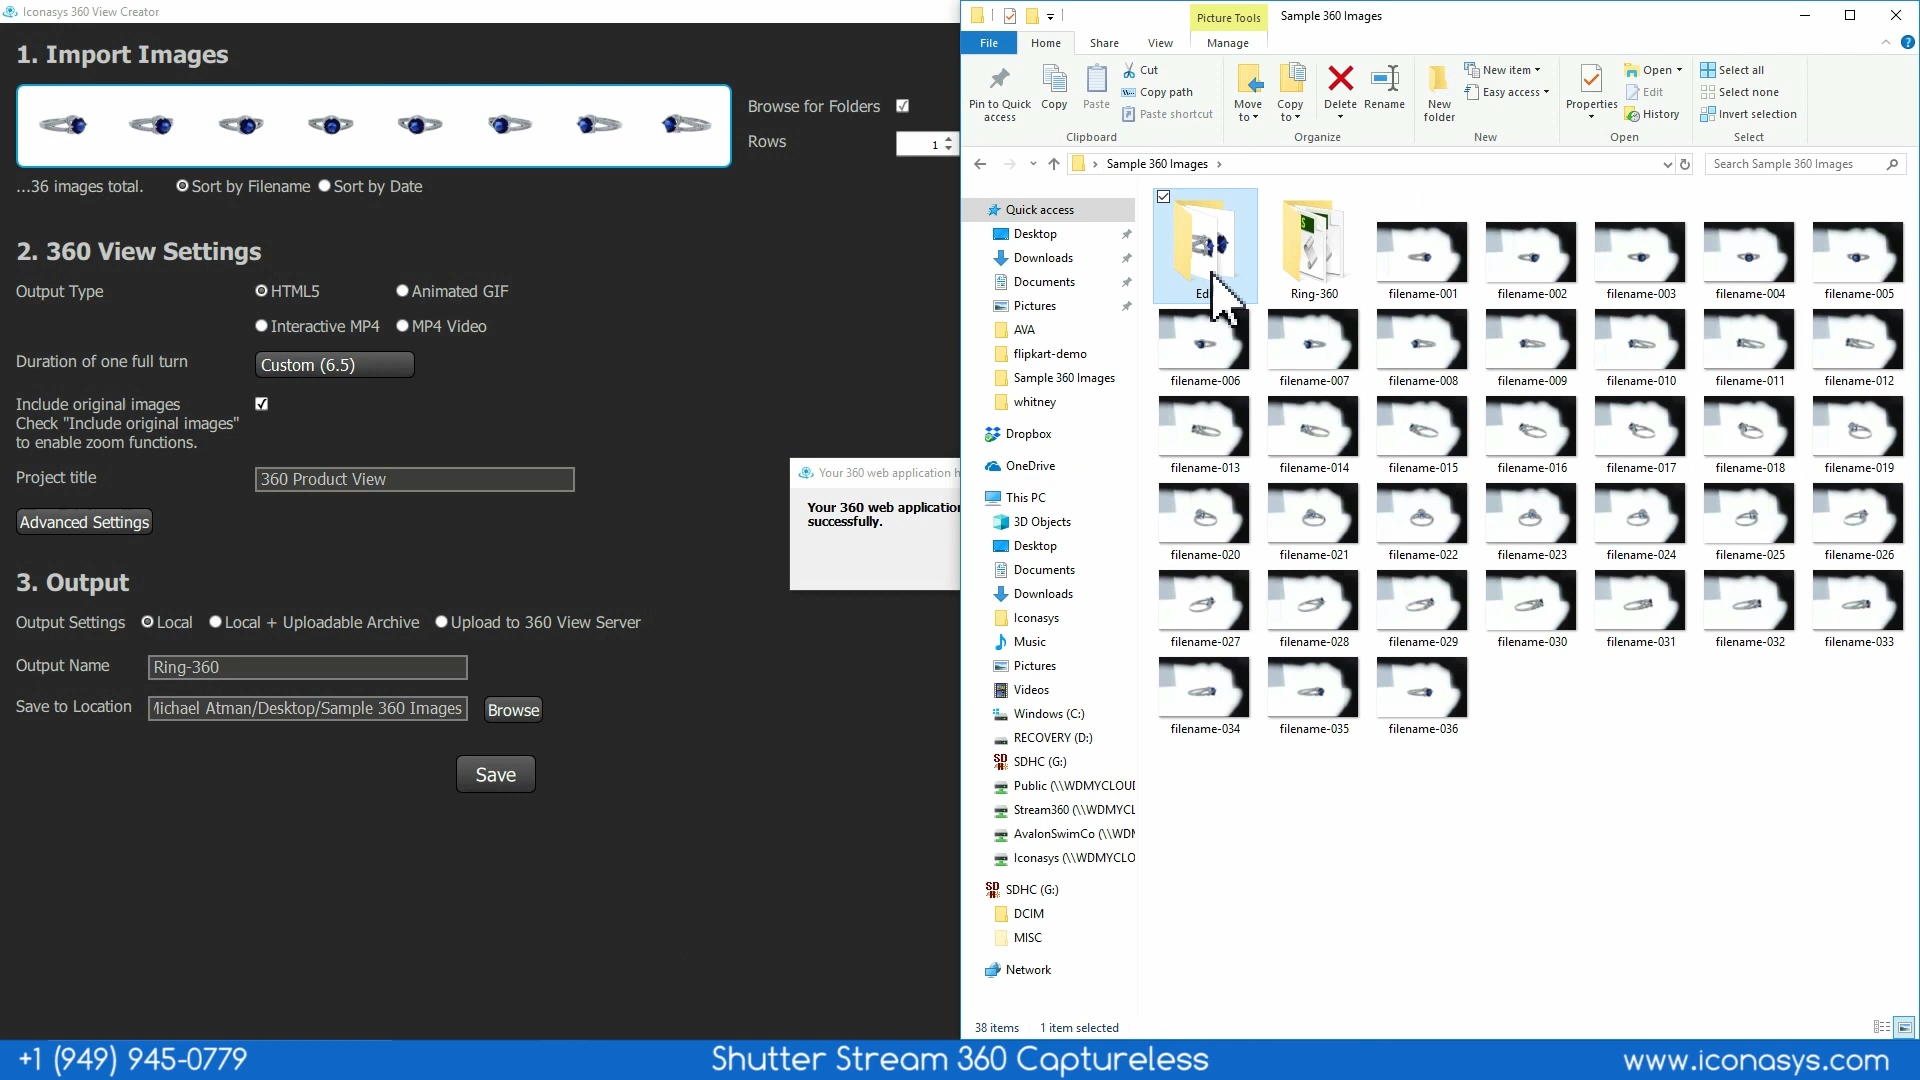 Iconasys 360 View Creator
1. Import Images
Browse for Folders
Rows
1
...36 images total.
Sort by Filename
Sort by Date
2. 360 View Settings
Output Type
HTML5
Animated GIF
Interactive MP4
MP4 Video
Duration of one full turn
Custom (6.5)
Include original images
Check "Include original images"
to enable zoom functions.
Project title
360 Product View
Advanced Settings
Your 360 web application h
Your 360 web application
successfully.
3. Output
Output Settings
Local
Local + Uploadable Archive
Upload to 360 View Server
Output Name
Ring-360
Save to Location
Michael Atman/Desktop/Sample 360 Images
Browse
Save
Picture Tools
Sample 360 Images
File
Home
Share
View
Manage
Pin to Quick
access
Copy
Paste
Cut
Copy path
Paste shortcut
Clipboard
Move
to
Copy
to
Delete
Rename
Organize
New
folder
New item
Easy access
New
Properties
Open
Edit
History
Open
Select all
Select none
Invert selection
Select
Sample 360 Images
Search Sample 360 Images
Quick access
Desktop
Downloads
Documents
Pictures
AVA
flipkart-demo
Sample 360 Images
whitney
Dropbox
OneDrive
This PC
3D Objects
Desktop
Documents
Downloads
Iconasys
Music
Pictures
Videos
Windows (C:)
RECOVERY (D:)
SDHC (G:)
Public (\\WDMYCLOUD
Stream360 (\\WDMYCL
AvalonSwimCo (\\WDM
Iconasys (\\WDMYCLO
SDHC (G:)
DCIM
MISC
Network
Ed
Ring-360
filename-001
filename-002
filename-003
filename-004
filename-005
filename-006
filename-007
filename-008
filename-009
filename-010
filename-011
filename-012
filename-013
filename-014
filename-015
filename-016
filename-017
filename-018
filename-019
filename-020
filename-021
filename-022
filename-023
filename-024
filename-025
filename-026
filename-027
filename-028
filename-029
filename-030
filename-031
filename-032
filename-033
filename-034
filename-035
filename-036
38 items
1 item selected
+1 (949) 945-0779
Shutter Stream 360 Captureless
www.iconasys.com